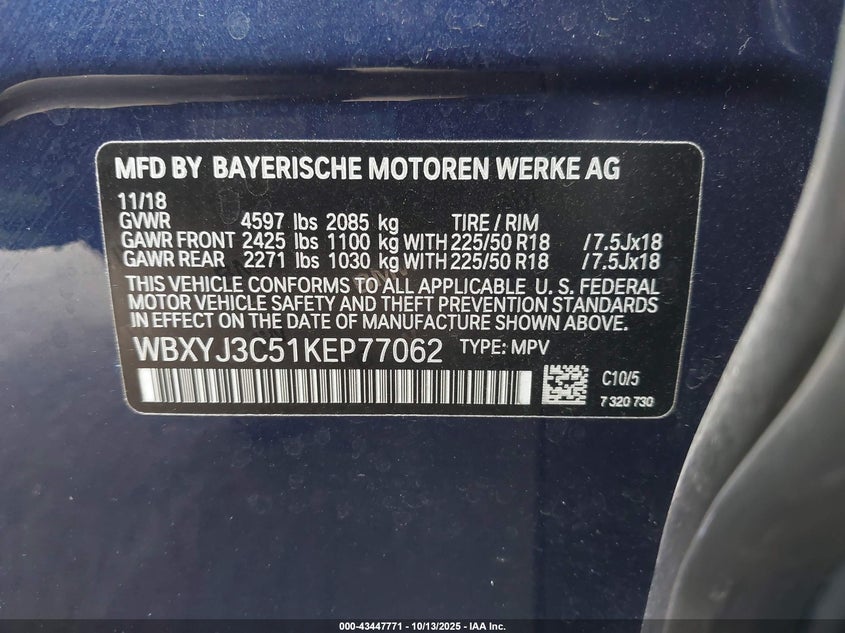 MFD BY BAYERISCHE MOTOREN WERKE AG
11/18
GVWR 4597 lbs 2085 kg TIRE / RIM
GAWR FRONT 2425 lbs 1100 kg WITH 225/50 R18 /7.5Jx18
GAWR REAR 2271 lbs 1030 kg WITH 225/50 R18 /7.5Jx18
THIS VEHICLE CONFORMS TO ALL APPLICABLE U. S. FEDERAL
MOTOR VEHICLE SAFETY AND THEFT PREVENTION STANDARDS
IN EFFECT ON THE DATE OF MANUFACTURE SHOWN ABOVE.
WBXYJ3C51KEP77062 TYPE: MPV
C10/5
7 320 730
000-43447771 | 10/13/2025 - IAA Inc.